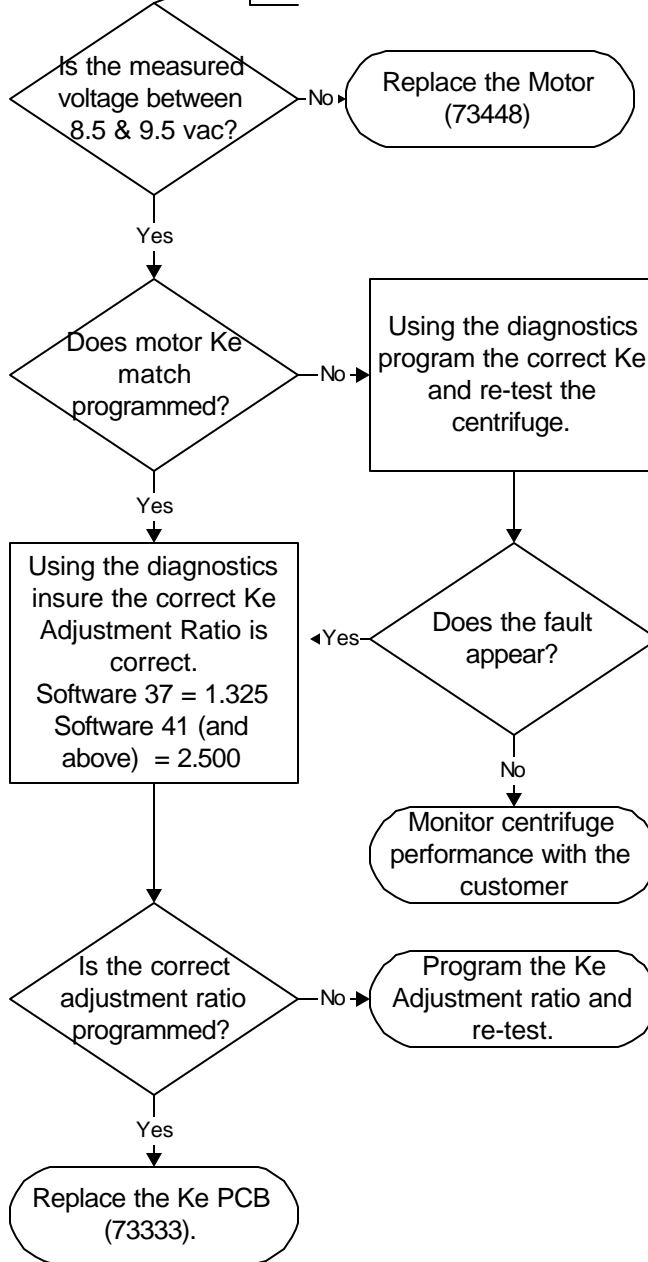 Is the measured
voltage between
8.5 & 9.5 vac?
No
Replace the Motor
(73448)
Yes
Does motor Ke
match
programmed?
No
Using the diagnostics
program the correct Ke
and re-test the
centrifuge.
Yes
Using the diagnostics
insure the correct Ke
Adjustment Ratio is
correct.
Software 37 = 1.325
Software 41 (and
above)  = 2.500
Yes
Does the fault
appear?
No
Monitor centrifuge
performance with the
customer
Is the correct
adjustment ratio
programmed?
No
Program the Ke
Adjustment ratio and
re-test.
Yes
Replace the Ke PCB
(73333).